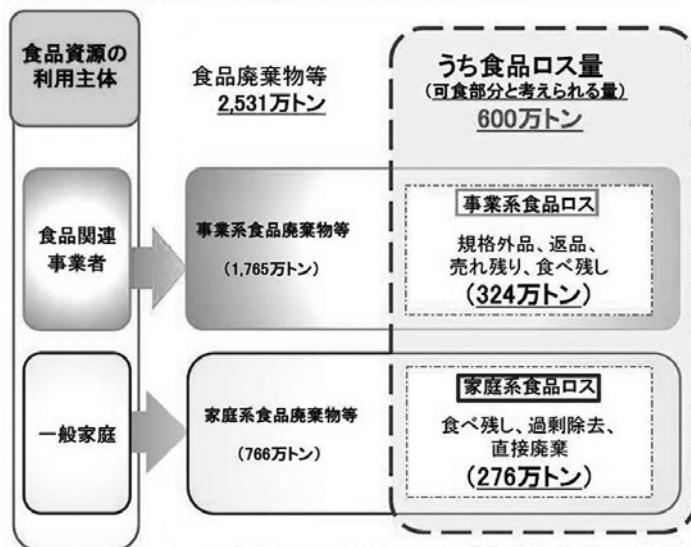 食品資源の
利用主体
食品廃棄物等
2,531万トン
うち食品ロス量
(可食部分と考えられる量)
600万トン
食品関連
事業者
事業系食品廃棄物等
(1,765万トン)
事業系食品ロス
規格外品、返品、
売れ残り、食べ残し
(324万トン)
一般家庭
家庭系食品廃棄物等
(766万トン)
家庭系食品ロス
食べ残し、過剰除去、
直接廃棄
(276万トン)